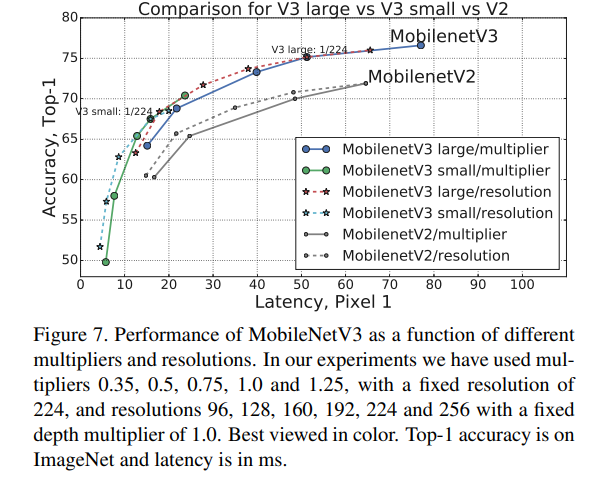 Comparison for V3 large vs V3 small vs V2
80
75
70
65
60
55
50
Accuracy, Top-1
V3 large: 1/224
MobilenetV3
MobilenetV2
V3 small: 1/224
MobilenetV3 large/multiplier
MobilenetV3 small/multiplier
MobilenetV3 large/resolution
MobilenetV3 small/resolution
MobilenetV2/multiplier
MobilenetV2/resolution
0 10 20 30 40 50 60 70 80 90 100
Latency, Pixel 1
Figure 7. Performance of MobileNetV3 as a function of different
multipliers and resolutions. In our experiments we have used mul-
tipliers 0.35, 0.5, 0.75, 1.0 and 1.25, with a fixed resolution of
224, and resolutions 96, 128, 160, 192, 224 and 256 with a fixed
depth multiplier of 1.0. Best viewed in color. Top-1 accuracy is on
ImageNet and latency is in ms.